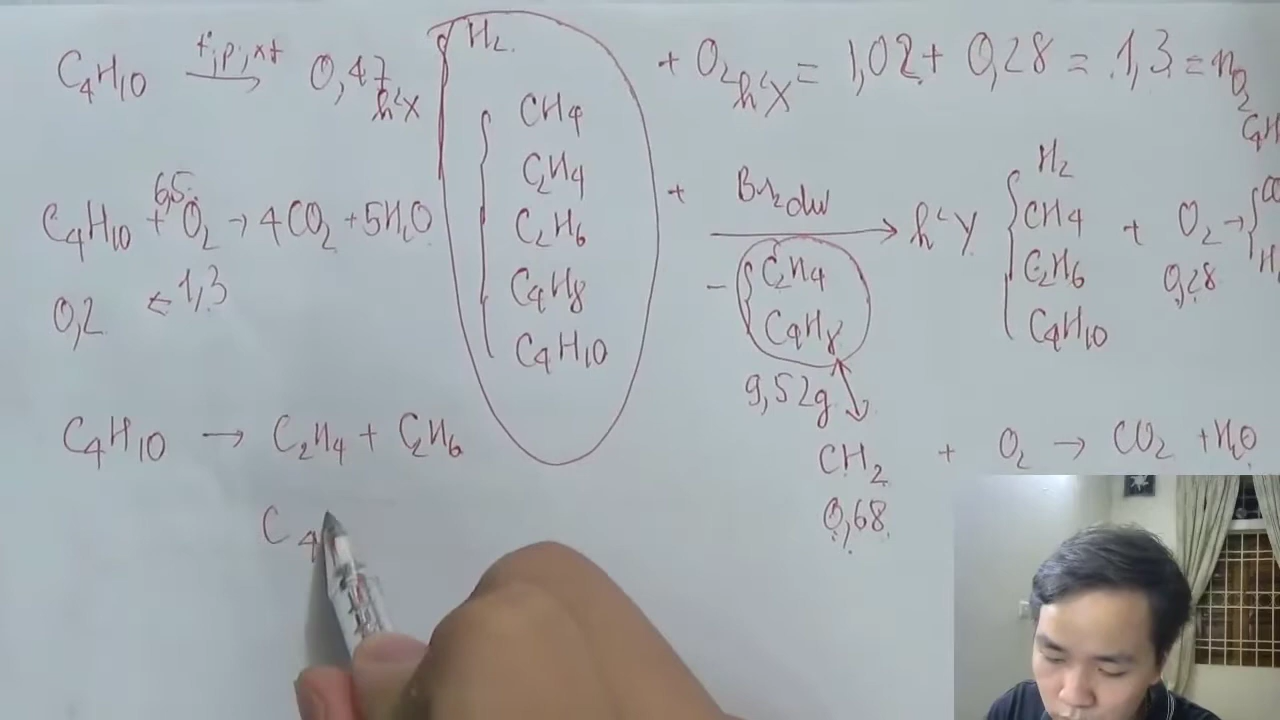 C4H10 t°,p,xt → 0,47 h²X { H2. + O2 h²X = 1,02 + 0,28 = 1,3 = nO2
C4H
CH4
C2H4
C2H6
C4H8
C4H10
C4H10 + 6,5 O2 → 4CO2 + 5H2O
0,2 ← 1,3
+ Br2 dư → h²Y { H2
CH4
C2H6
C4H10
+ O2 → { CO
H
0,28
- { C2H4
C4H8
9,52g
CH2 + O2 → CO2 + H2O
0,68
C4H10 → C2H4 + C2H6
C4